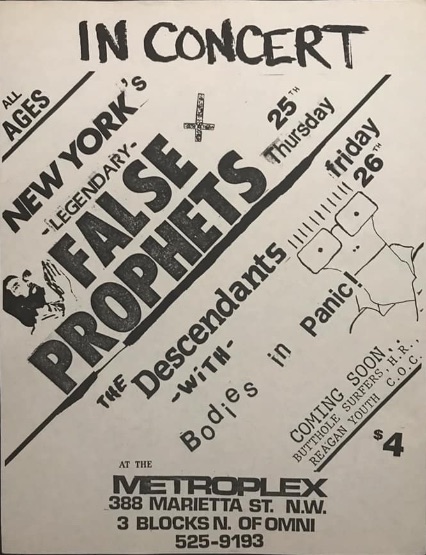 IN CONCERT
ALL
AGES
NEW YORK's
-LEGENDARY-
FALSE
PROPHETS
25TH
Thursday
friday
26TH
THE Descendants
-WiTH-
Bodies in Panic!
COMING SOON..
BUTTHOLE SURFERS, H.R.,
REAGAN YOUTH C.O.C.
$4
AT THE
METROPLEX
388 MARIETTA ST. N.W.
3 BLOCKS N. OF OMNI
525-9193